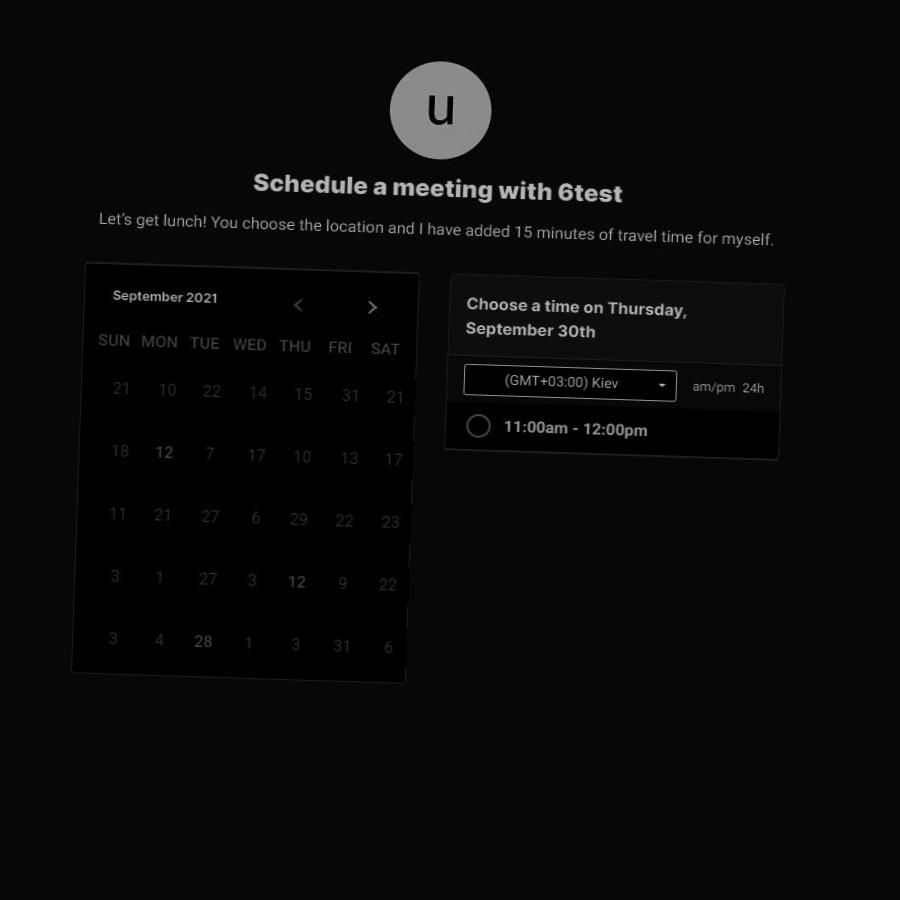 u
Schedule a meeting with 6test
Let's get lunch! You choose the location and I have added 15 minutes of travel time for myself.
September 2021
SUN MON TUE WED THU FRI SAT
21 10 22 14 15 31 21
18 12 7 17 10 13 17
11 21 27 6 29 22 23
3 1 27 3 12 9 22
3 4 28 1 3 31 6
Choose a time on Thursday,
September 30th
(GMT+03:00) Kiev
am/pm 24h
11:00am - 12:00pm